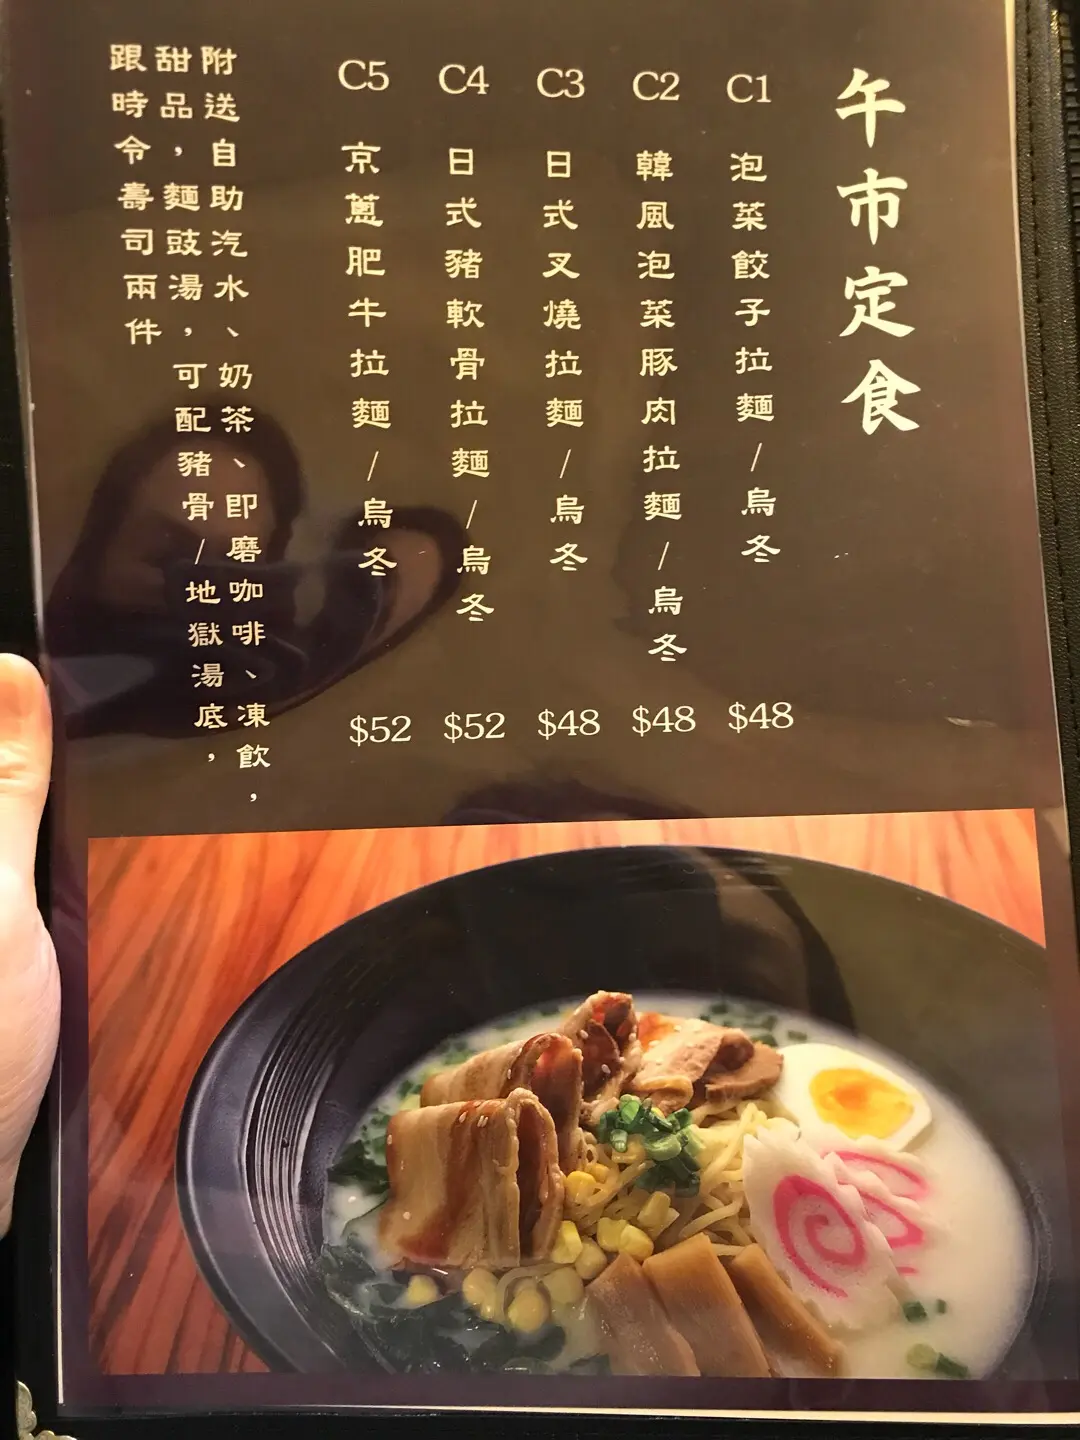 午市定食
C1 泡菜餃子拉麵/烏冬 $48
C2 韓風泡菜豚肉拉麵/烏冬 $48
C3 日式叉燒拉麵/烏冬 $48
C4 日式豬軟骨拉麵/烏冬 $52
C5 京蔥肥牛拉麵/烏冬 $52
附送自助汽水、奶茶、即磨咖啡、凍飲，
甜品，麵豉湯，可配豬骨/地獄湯底，
跟時令壽司兩件